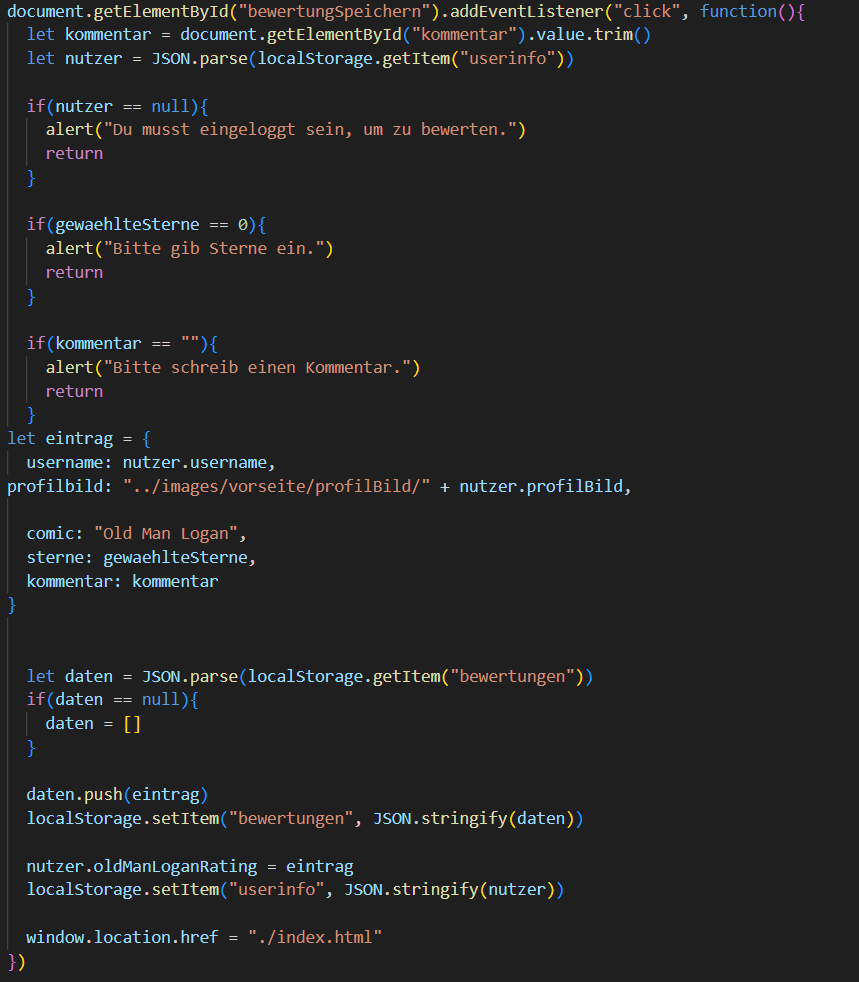 document.getElementById("bewertungSpeichern").addEventListener("click", function(){
  let kommentar = document.getElementById("kommentar").value.trim()
  let nutzer = JSON.parse(localStorage.getItem("userinfo"))

  if(nutzer == null){
    alert("Du musst eingeloggt sein, um zu bewerten.")
    return
  }

  if(gewaehlteSterne == 0){
    alert("Bitte gib Sterne ein.")
    return
  }

  if(kommentar == ""){
    alert("Bitte schreib einen Kommentar.")
    return
  }
let eintrag = {
  username: nutzer.username,
profilbild: "../images/vorseite/profilBild/" + nutzer.profilBild,

  comic: "Old Man Logan",
  sterne: gewaehlteSterne,
  kommentar: kommentar
}

  let daten = JSON.parse(localStorage.getItem("bewertungen"))
  if(daten == null){
    daten = []
  }

  daten.push(eintrag)
  localStorage.setItem("bewertungen", JSON.stringify(daten))

  nutzer.oldManLoganRating = eintrag
  localStorage.setItem("userinfo", JSON.stringify(nutzer))

  window.location.href = "./index.html"
})